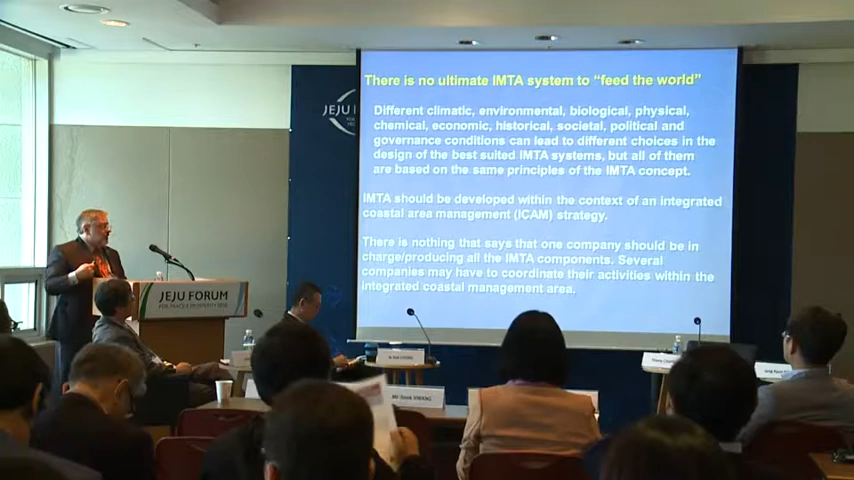 There is no ultimate IMTA system to “feed the world”
Different climatic, environmental, biological, physical,
chemical, economic, historical, societal, political and
governance conditions can lead to different choices in the
design of the best suited IMTA systems, but all of them
are based on the same principles of the IMTA concept.
IMTA should be developed within the context of an integrated
coastal area management (ICAM) strategy.
There is nothing that says that one company should be in
charge/producing all the IMTA components. Several
companies may have to coordinate their activities within the
integrated coastal management area.
JEJU
JEJU FORUM
FOR PEACE & PROSPERITY